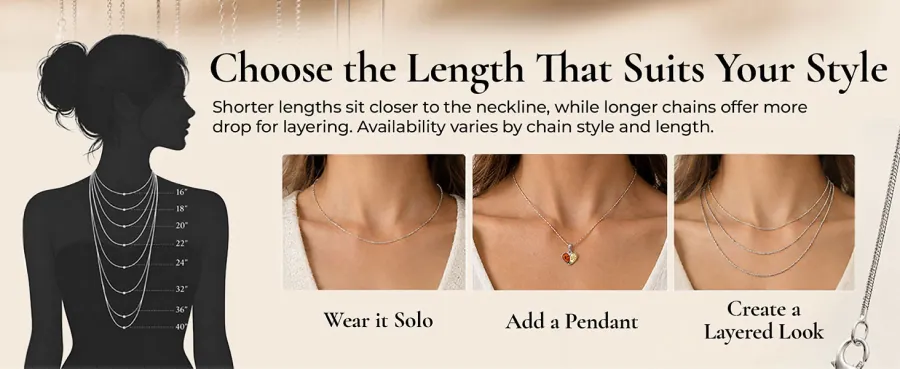 Choose the Length That Suits Your Style
Shorter lengths sit closer to the neckline, while longer chains offer more
drop for layering. Availability varies by chain style and length.
16"
18"
20"
22"
24"
32"
36"
40"
Wear it Solo
Add a Pendant
Create a
Layered Look